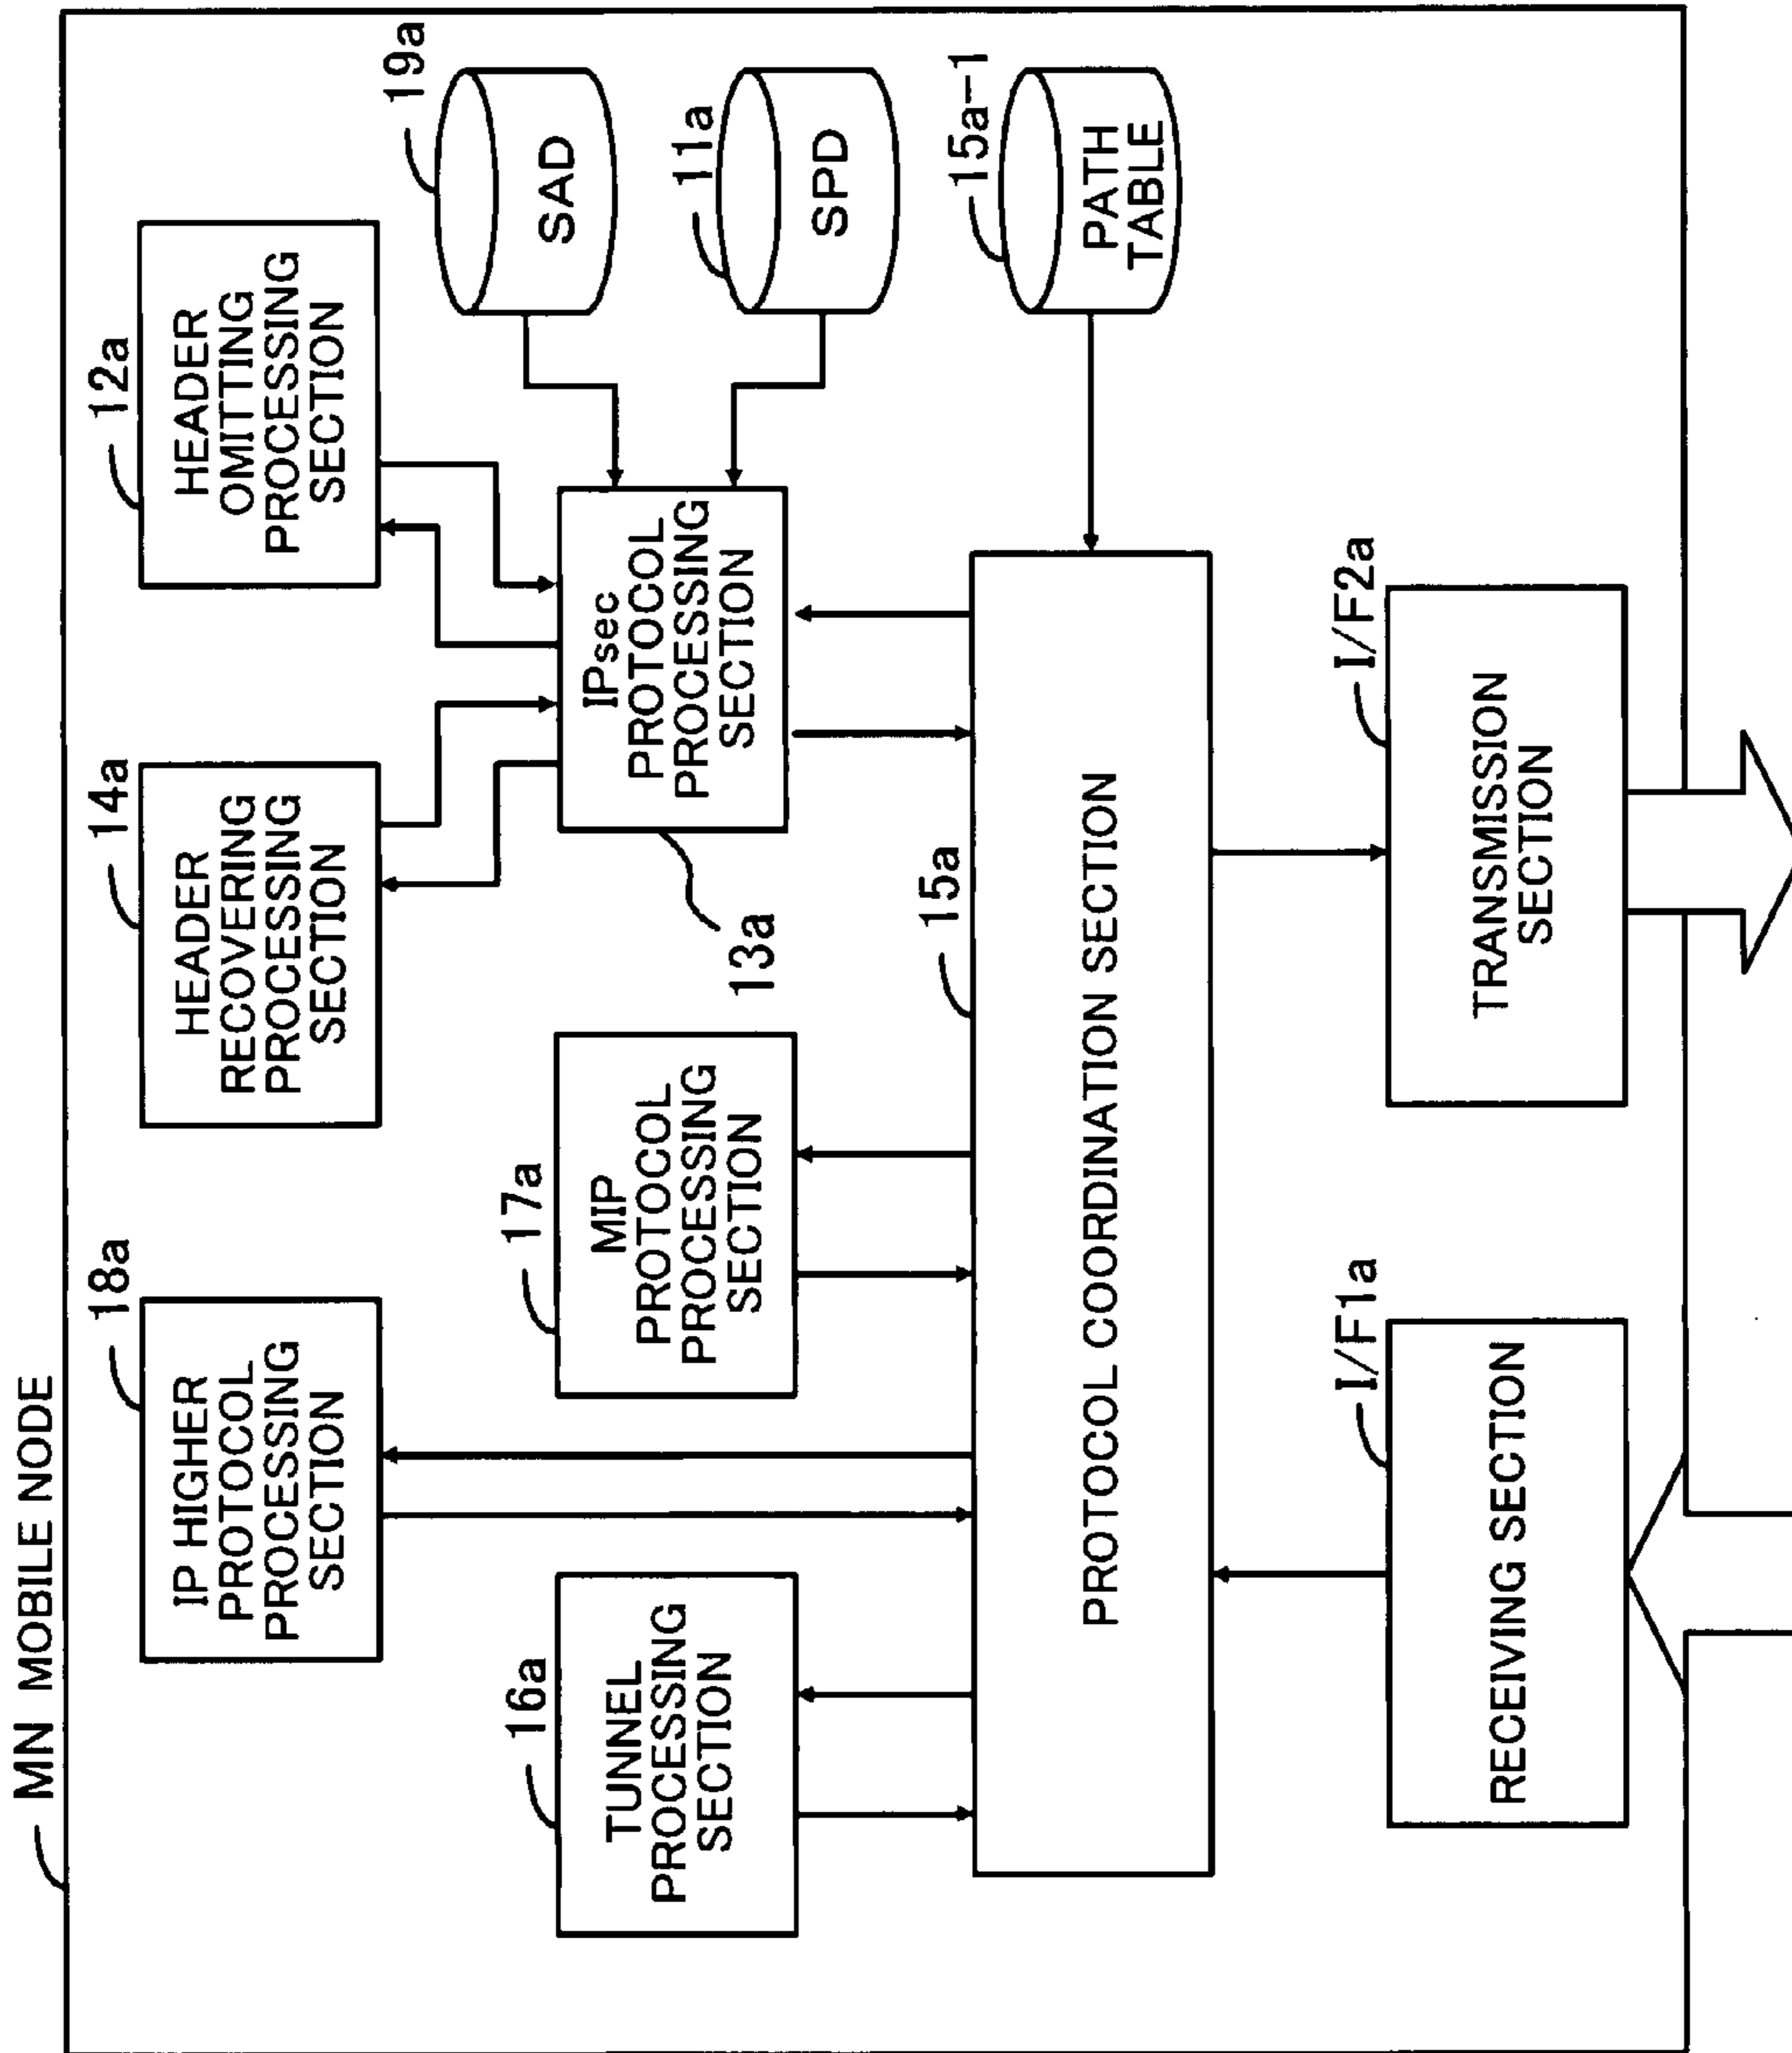 MN MOBILE NODE
18a
IP HIGHER
PROTOCOL
PROCESSING
SECTION
14a
HEADER
RECOVERING
PROCESSING
SECTION
12a
HEADER
OMITTING
PROCESSING
SECTION
19a
SAD
16a
TUNNEL
PROCESSING
SECTION
17a
MIP
PROTOCOL
PROCESSING
SECTION
IPsec
PROTOCOL
PROCESSING
SECTION
13a
11a
SPD
15a
PROTOCOL COORDINATION SECTION
15a-1
PATH
TABLE
I/F1a
RECEIVING SECTION
I/F2a
TRANSMISSION
SECTION